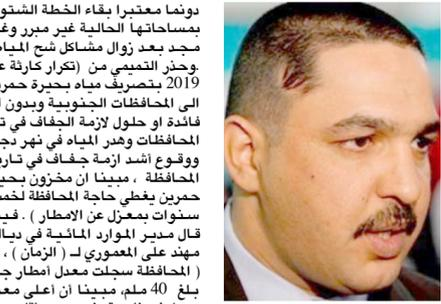 دونما معتبرا بقاء الخطة الشتو
بمساحاتها الحالية غير مبرر وغ
مجد بعد زوال مشاكل شح المياه
.وحذر التميمي من (تكرار كارثة ع
2019 بتصريف مياه بحيرة حمري
الى المحافظات الجنوبية وبدون ا
فائدة او حلول لازمة الجفاف في ت
المحافظات وهدر المياه في نهر دج
ووقوع أشد ازمة جفاف في تار
المحافظة ، مبينا ان مخزون بحي
حمرين يغطي حاجة المحافظة لخم
سنوات بمعزل عن الامطار ) . في
قال مدير الموارد المائية في ديا
مهند على المعموري لـ ( الزمان) ،
( المحافظة سجلت معدل أمطار ج
بلغ 40 ملم، مبينا أن أعلى مع